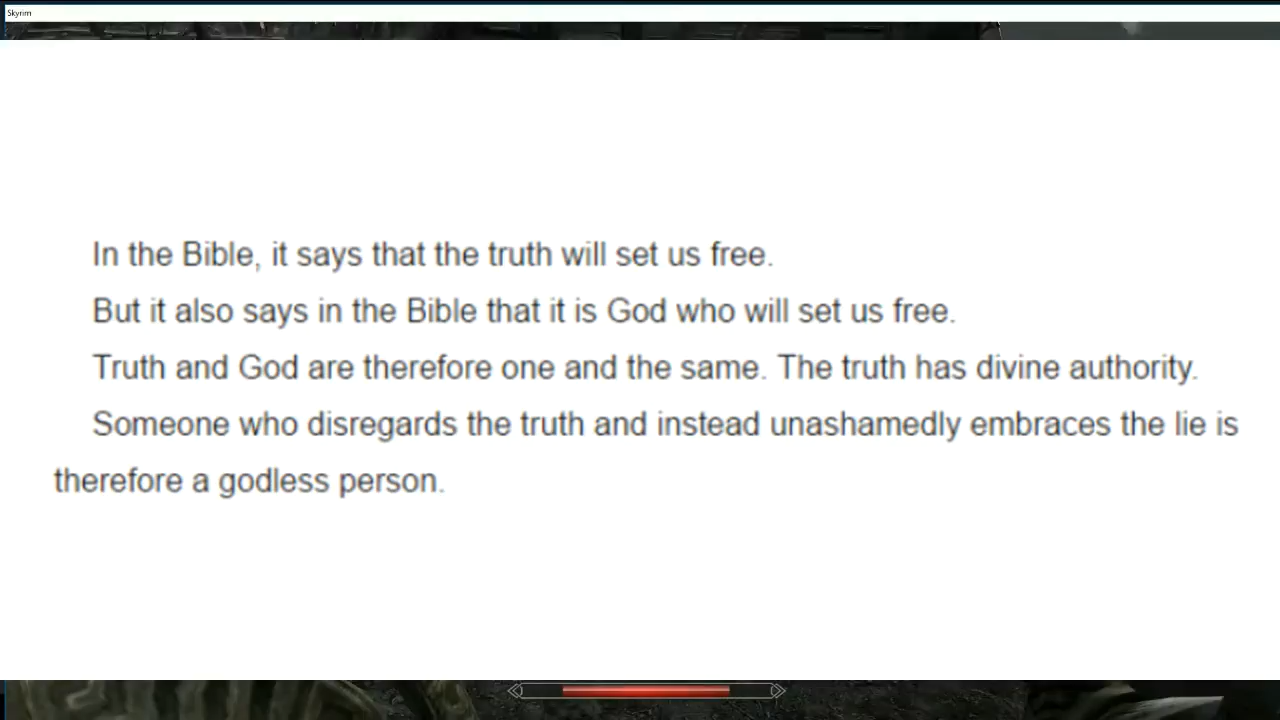 Skyrim
In the Bible, it says that the truth will set us free.
But it also says in the Bible that it is God who will set us free.
Truth and God are therefore one and the same. The truth has divine authority.
Someone who disregards the truth and instead unashamedly embraces the lie is
therefore a godless person.